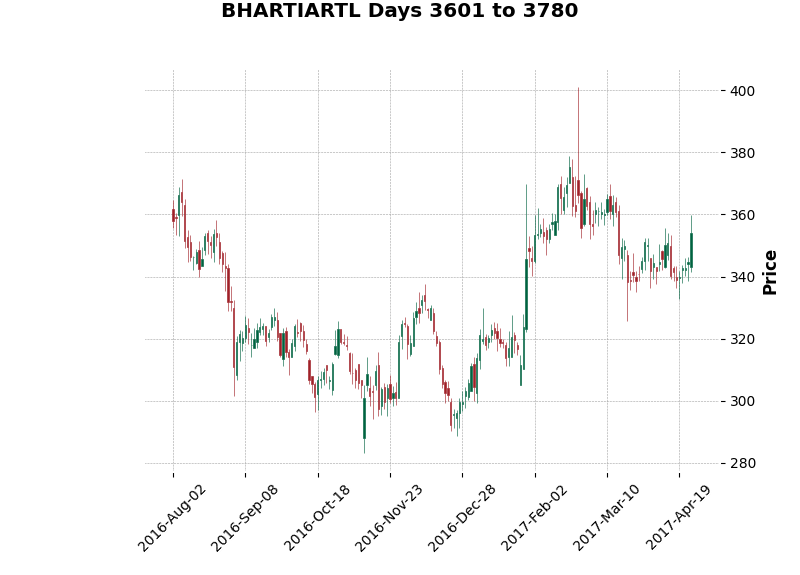 BHARTIARTL Days 3601 to 3780
400
380
360
340
320
300
280
Price
2016-Aug-02
2016-Sep-08
2016-Oct-18
2016-Nov-23
2016-Dec-28
2017-Feb-02
2017-Mar-10
2017-Apr-19